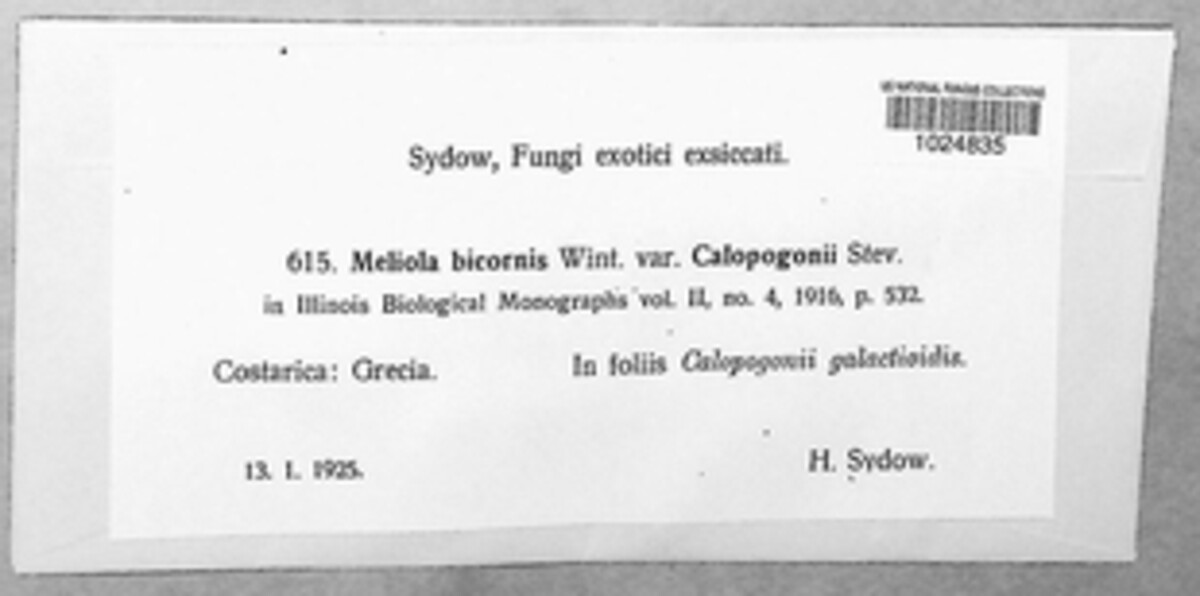 US NATIONAL FUNGUS COLLECTIONS
1024835
Sydow, Fungi exotici exsiccati.
615. Meliola bicornis Wint. var. Calopogonii Stev.
in Illinois Biological Monographs vol. II, no. 4, 1916, p. 532.
Costarica: Grecia. In foliis Calopogonii galactioidis.
13. 1. 1925. H. Sydow.